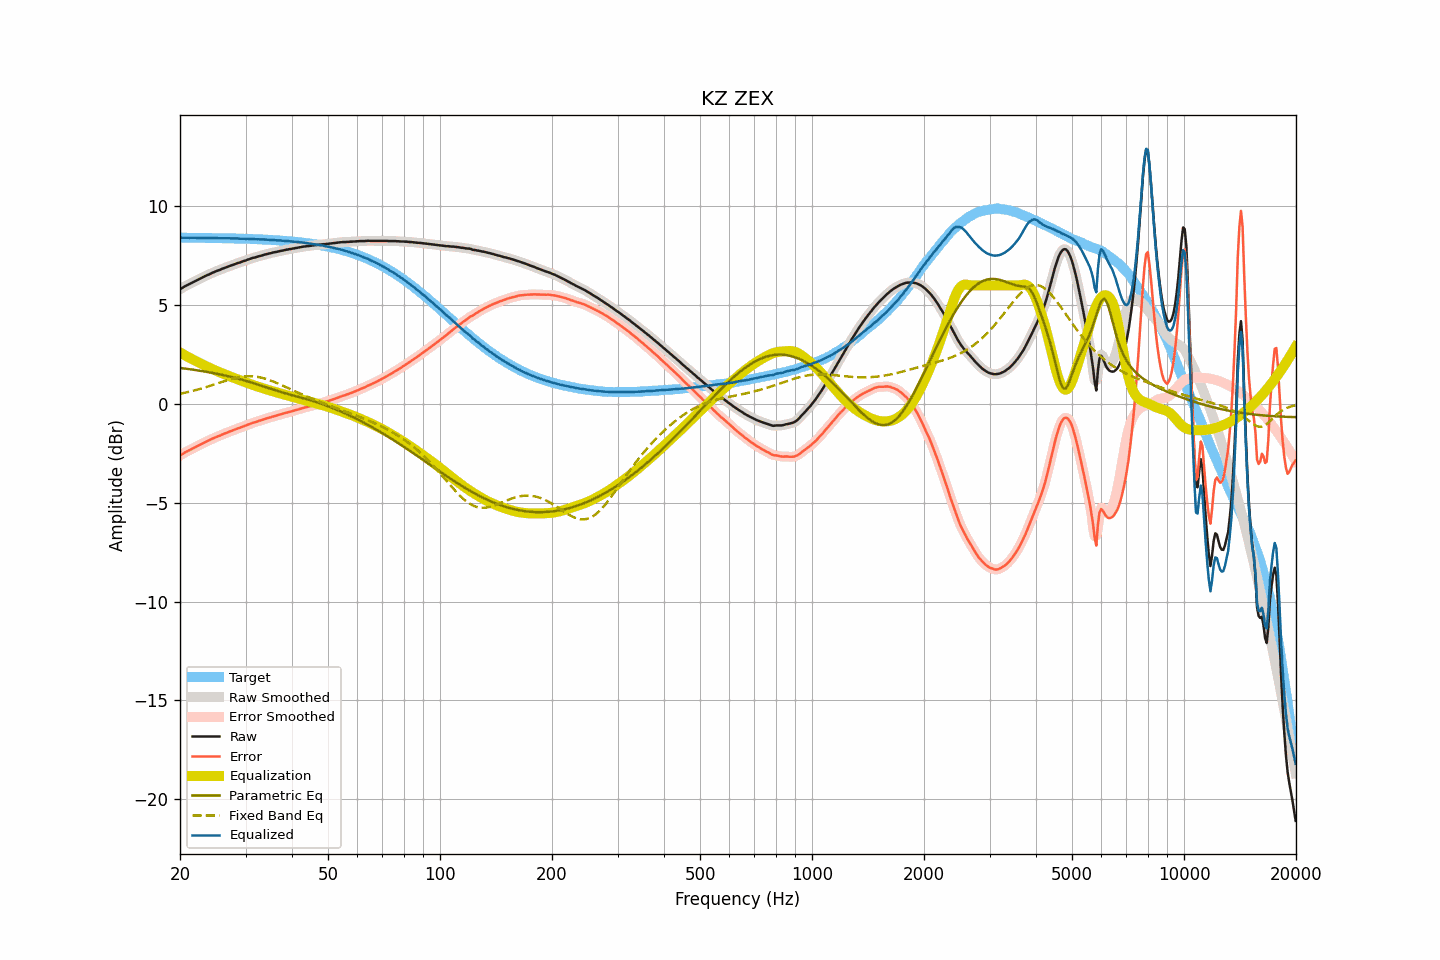 KZ ZEX
Amplitude (dBr)
10
5
0
−5
−10
−15
−20
Target
Raw Smoothed
Error Smoothed
Raw
Error
Equalization
Parametric Eq
Fixed Band Eq
Equalized
20 50 100 200 500 1000 2000 5000 10000 20000
Frequency (Hz)